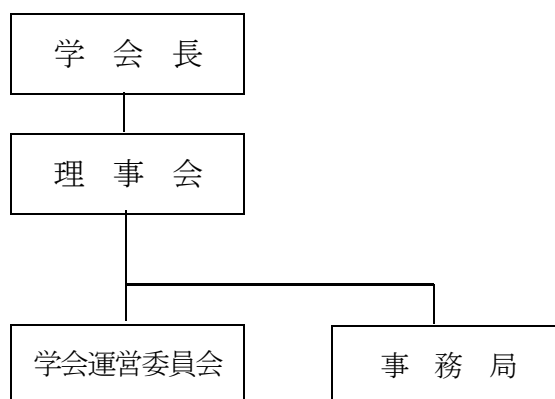 学 会 長
理 事 会
学会運営委員会
事 務 局